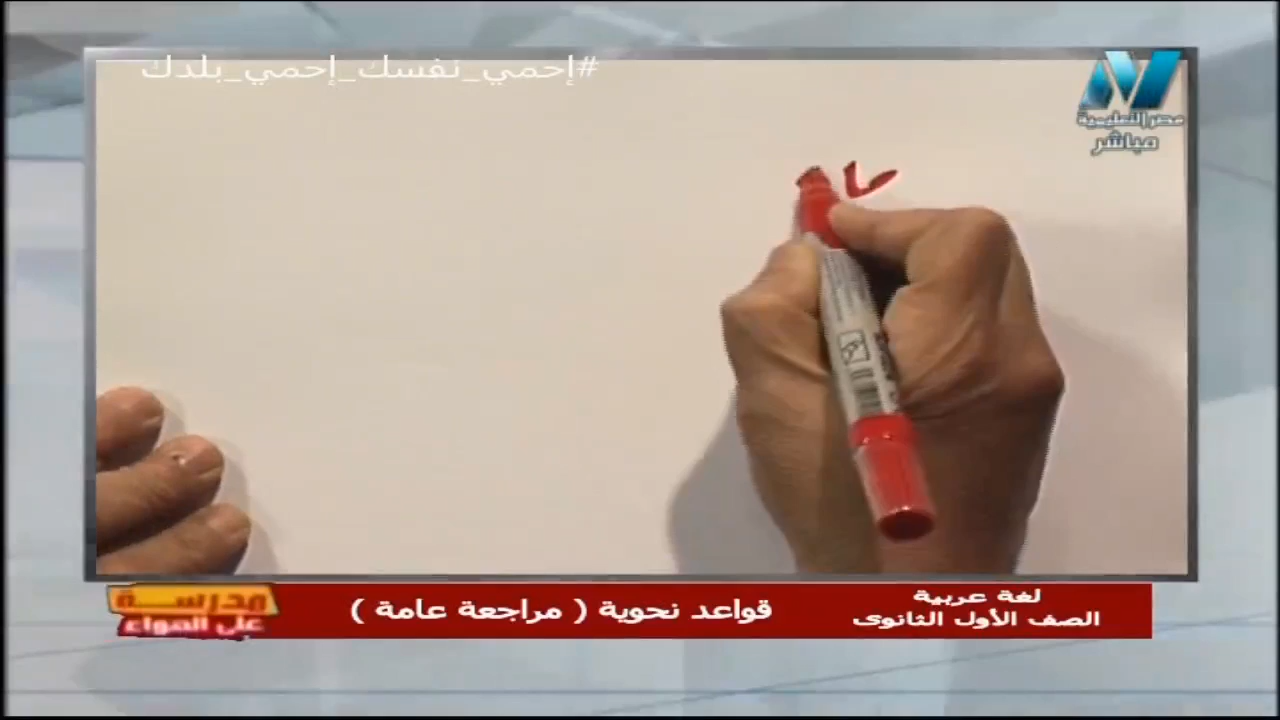 #إحمي_نفسك_إحمي_بلدك
مصر التعليمية
مباشر
لغة عربية
الصف الأول الثانوى
قواعد نحوية ( مراجعة عامة )
مدرسة
على الهواء